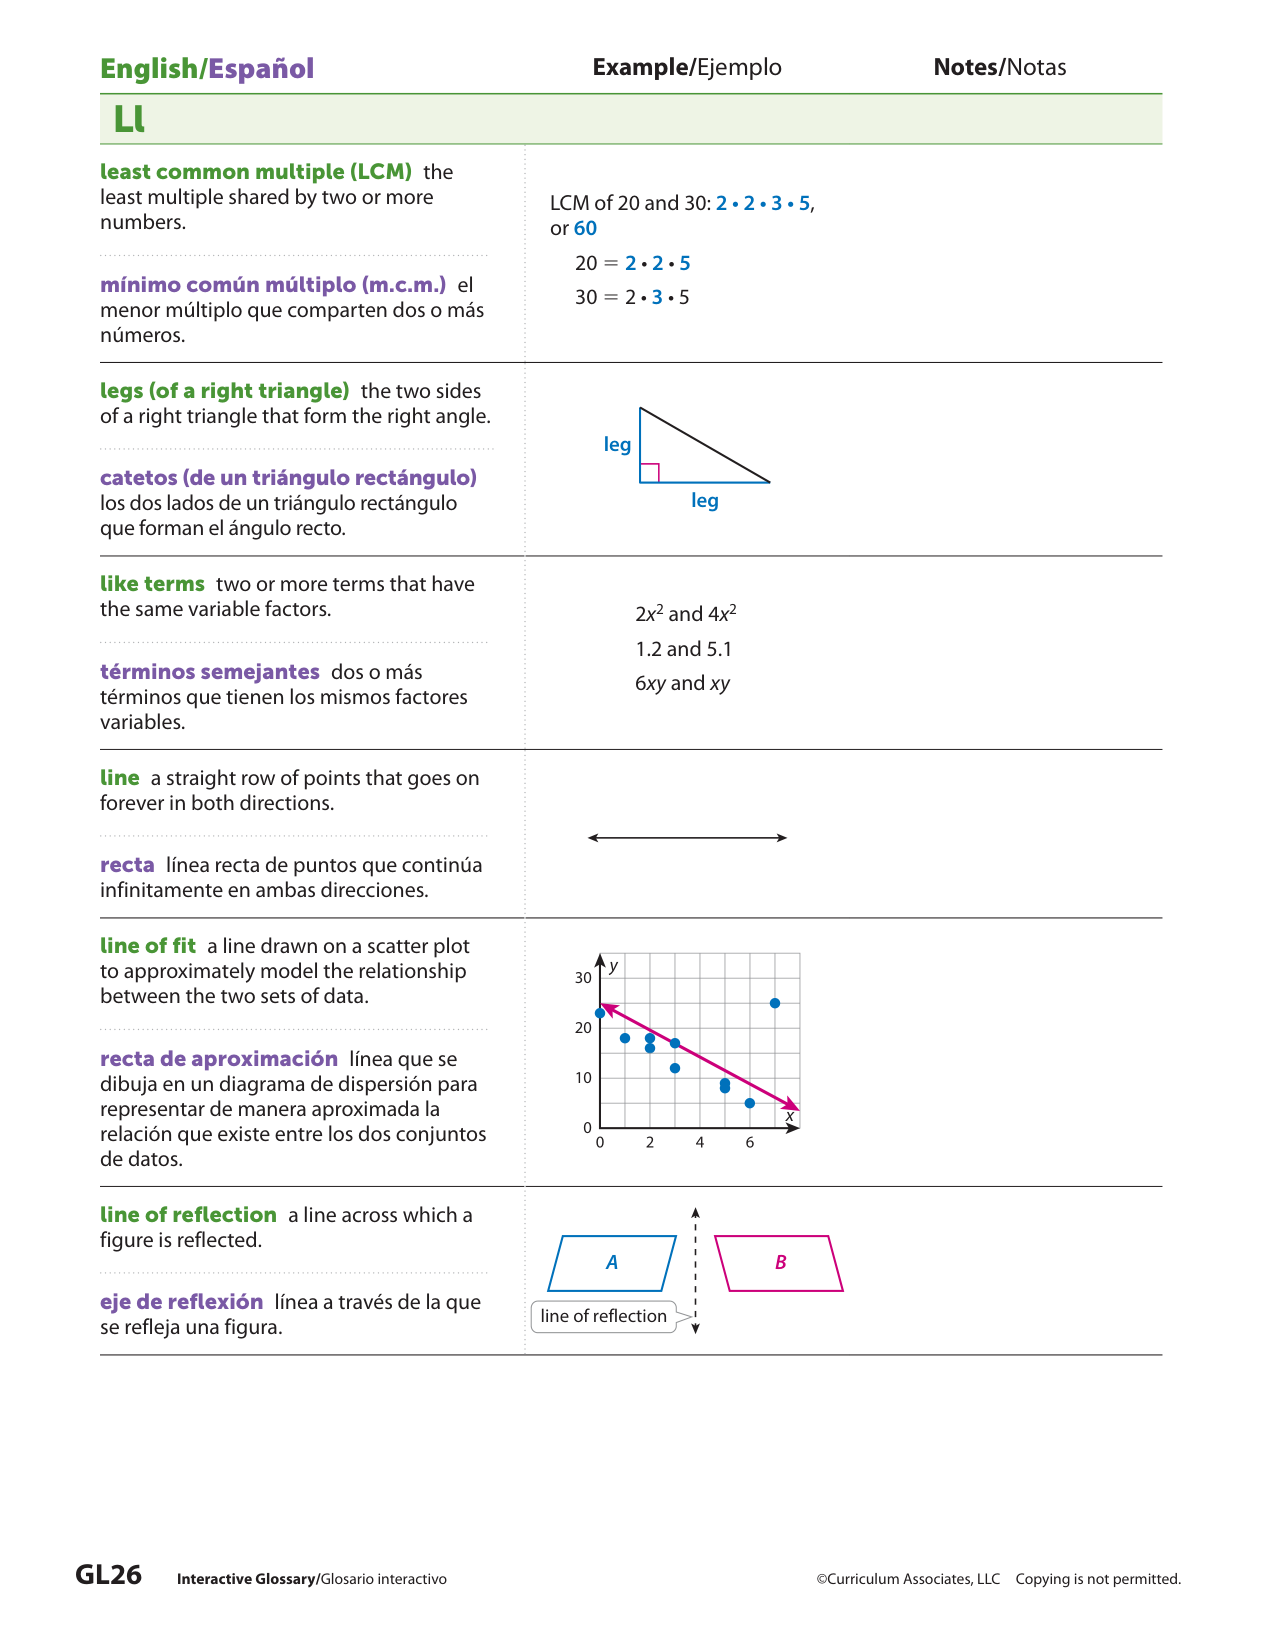 English/Español Example/Ejemplo Notes/Notas
Ll
least common multiple (LCM) the
least multiple shared by two or more
numbers.
mínimo común múltiplo (m.c.m.) el
menor múltiplo que comparten dos o más
números.
LCM of 20 and 30: 2 • 2 • 3 • 5,
or 60
20 = 2 • 2 • 5
30 = 2 • 3 • 5
legs (of a right triangle) the two sides
of a right triangle that form the right angle.
catetos (de un triángulo rectángulo)
los dos lados de un triángulo rectángulo
que forman el ángulo recto.
leg
leg
like terms two or more terms that have
the same variable factors.
términos semejantes dos o más
términos que tienen los mismos factores
variables.
2x² and 4x²
1.2 and 5.1
6xy and xy
line a straight row of points that goes on
forever in both directions.
recta línea recta de puntos que continúa
infinitamente en ambas direcciones.
line of fit a line drawn on a scatter plot
to approximately model the relationship
between the two sets of data.
recta de aproximación línea que se
dibuja en un diagrama de dispersión para
representar de manera aproximada la
relación que existe entre los dos conjuntos
de datos.
y
30
20
10
0
x
0 2 4 6
line of reflection a line across which a
figure is reflected.
eje de reflexión línea a través de la que
se refleja una figura.
A B
line of reflection
GL26 Interactive Glossary/Glosario interactivo ©Curriculum Associates, LLC Copying is not permitted.